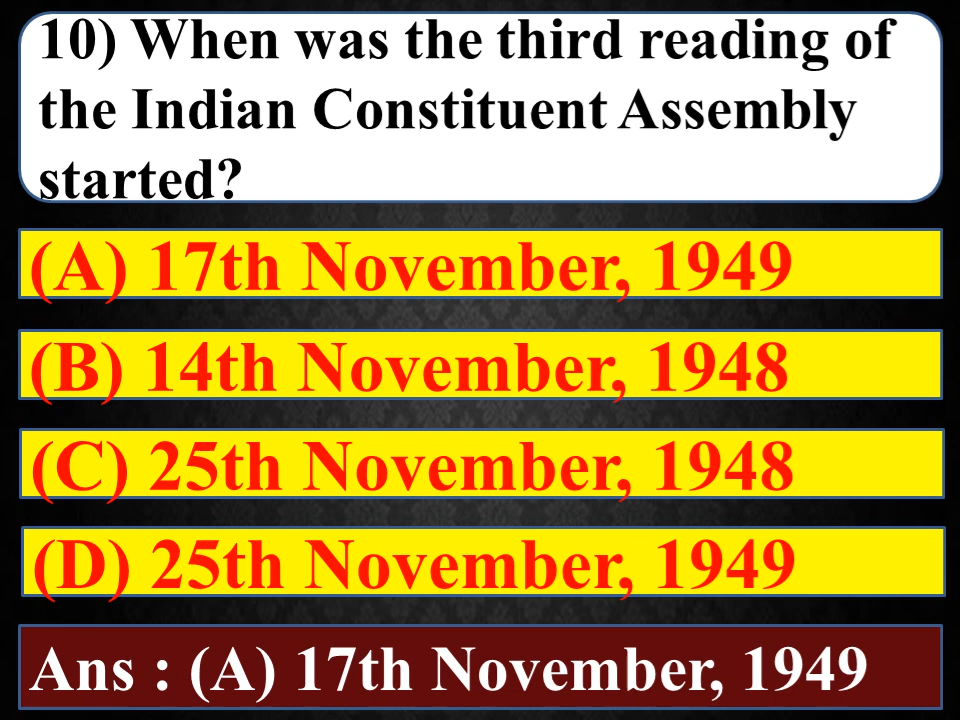 10) When was the third reading of
the Indian Constituent Assembly
started?
(A) 17th November, 1949
(B) 14th November, 1948
(C) 25th November, 1948
(D) 25th November, 1949
Ans : (A) 17th November, 1949